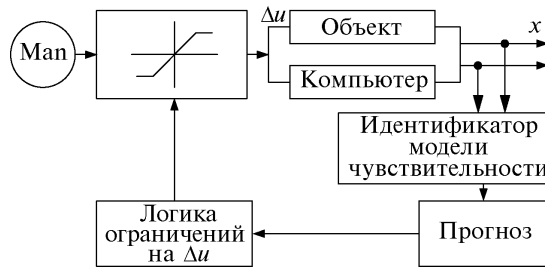 Man
Δu
Объект
x
Компьютер
Идентификатор
модели
чувствительности
Логика
ограничений
на Δu
Прогноз